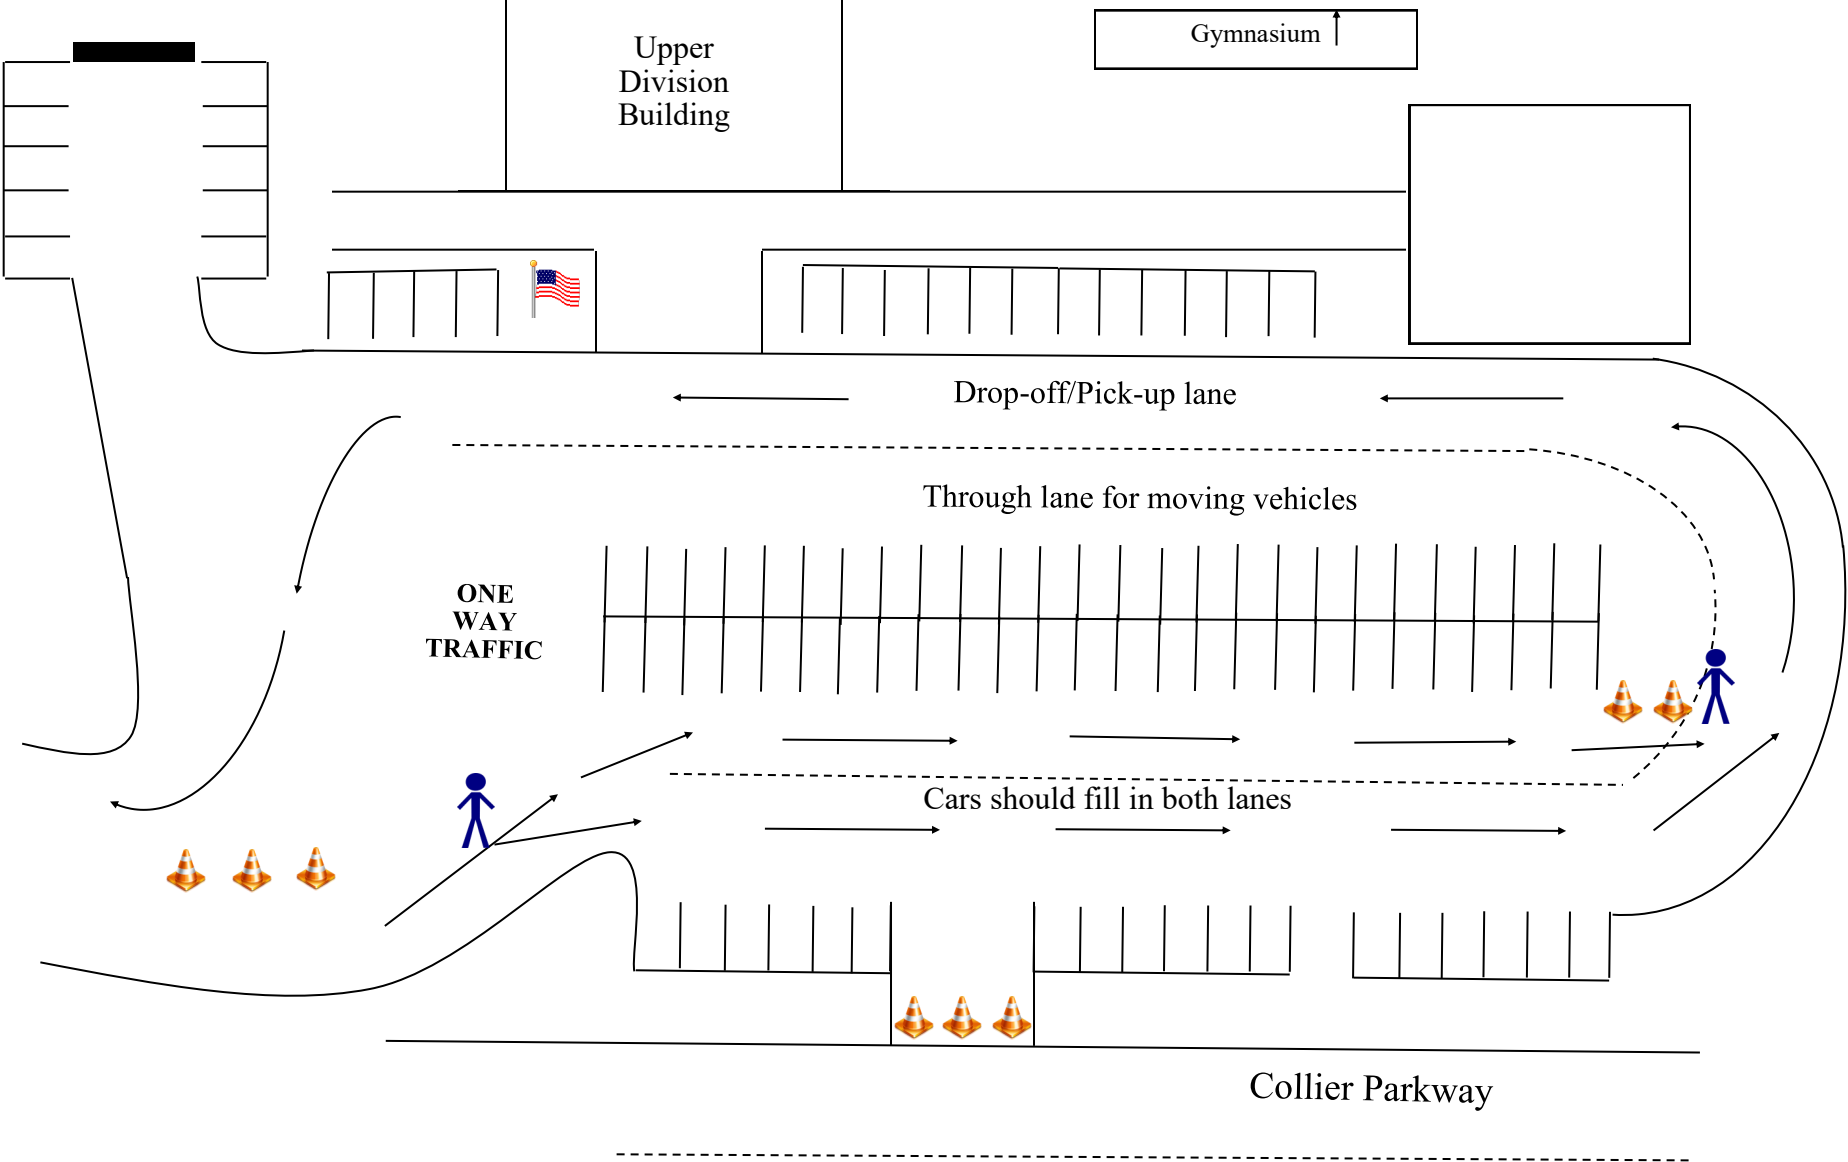 Upper
Division
Building
Gymnasium
Drop-off/Pick-up lane
Through lane for moving vehicles
ONE
WAY
TRAFFIC
Cars should fill in both lanes
Collier Parkway